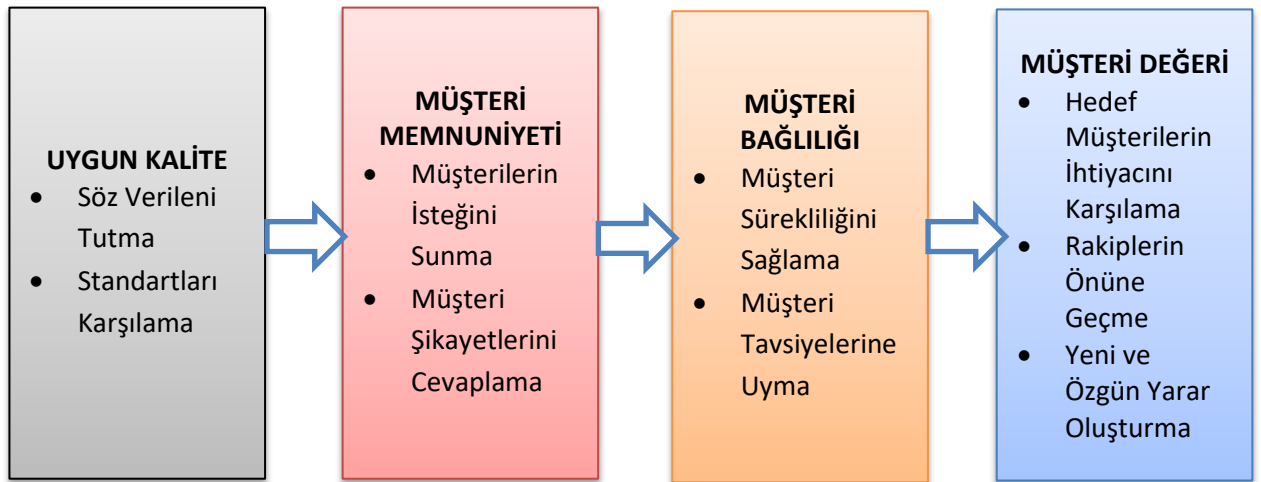 UYGUN KALİTE
• Söz Verileni
Tutma
• Standartları
Karşılama
MÜŞTERİ
MEMNUNİYETİ
• Müşterilerin
İsteğini
Sunma
• Müşteri
Şikayetlerini
Cevaplama
MÜŞTERİ
BAĞLILIĞI
• Müşteri
Sürekliliğini
Sağlama
• Müşteri
Tavsiyelerine
Uyma
MÜŞTERİ DEĞERİ
• Hedef
Müşterilerin
İhtiyacını
Karşılama
• Rakiplerin
Önüne
Geçme
• Yeni ve
Özgün Yarar
Oluşturma